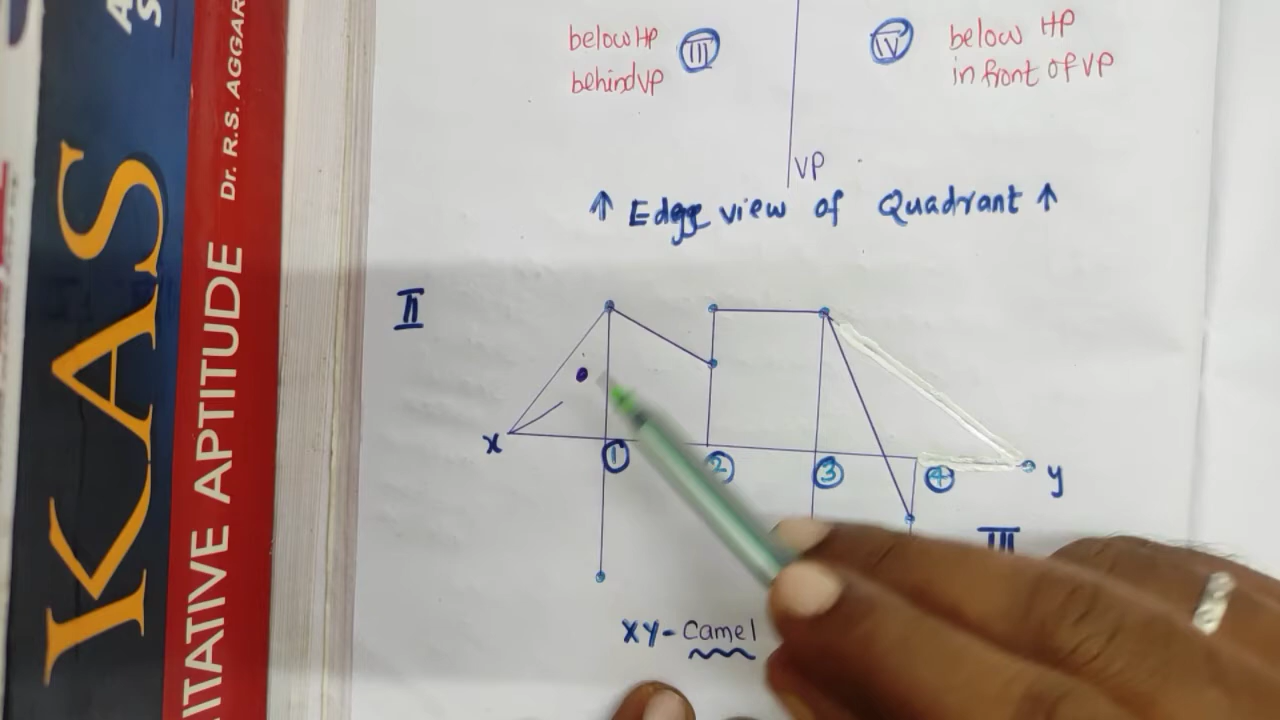 KAS
ITATIVE APTITUDE Dr. R.S. AGGAR
below HP
behind VP
III
IV
below HP
in front of VP
VP
↑ Edge view of Quadrant ↑
II
x
1
2
3
4
y
III
XY-Camel